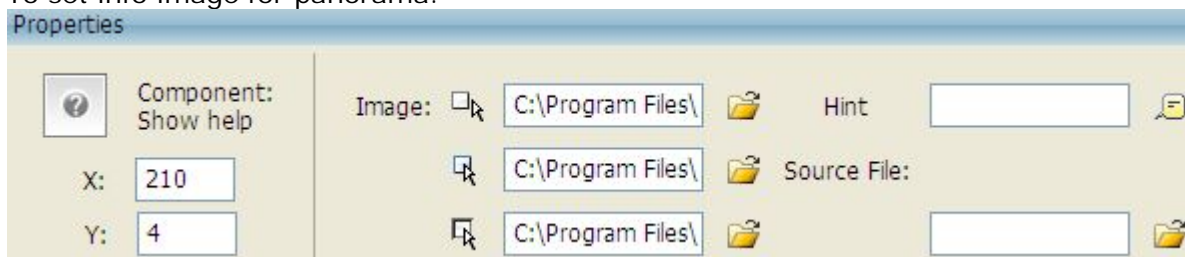 To set info image for panorama:
Properties
Component:
Show help
Image: C:\Program Files\ Hint
X: 210
C:\Program Files\ Source File:
Y: 4
C:\Program Files\